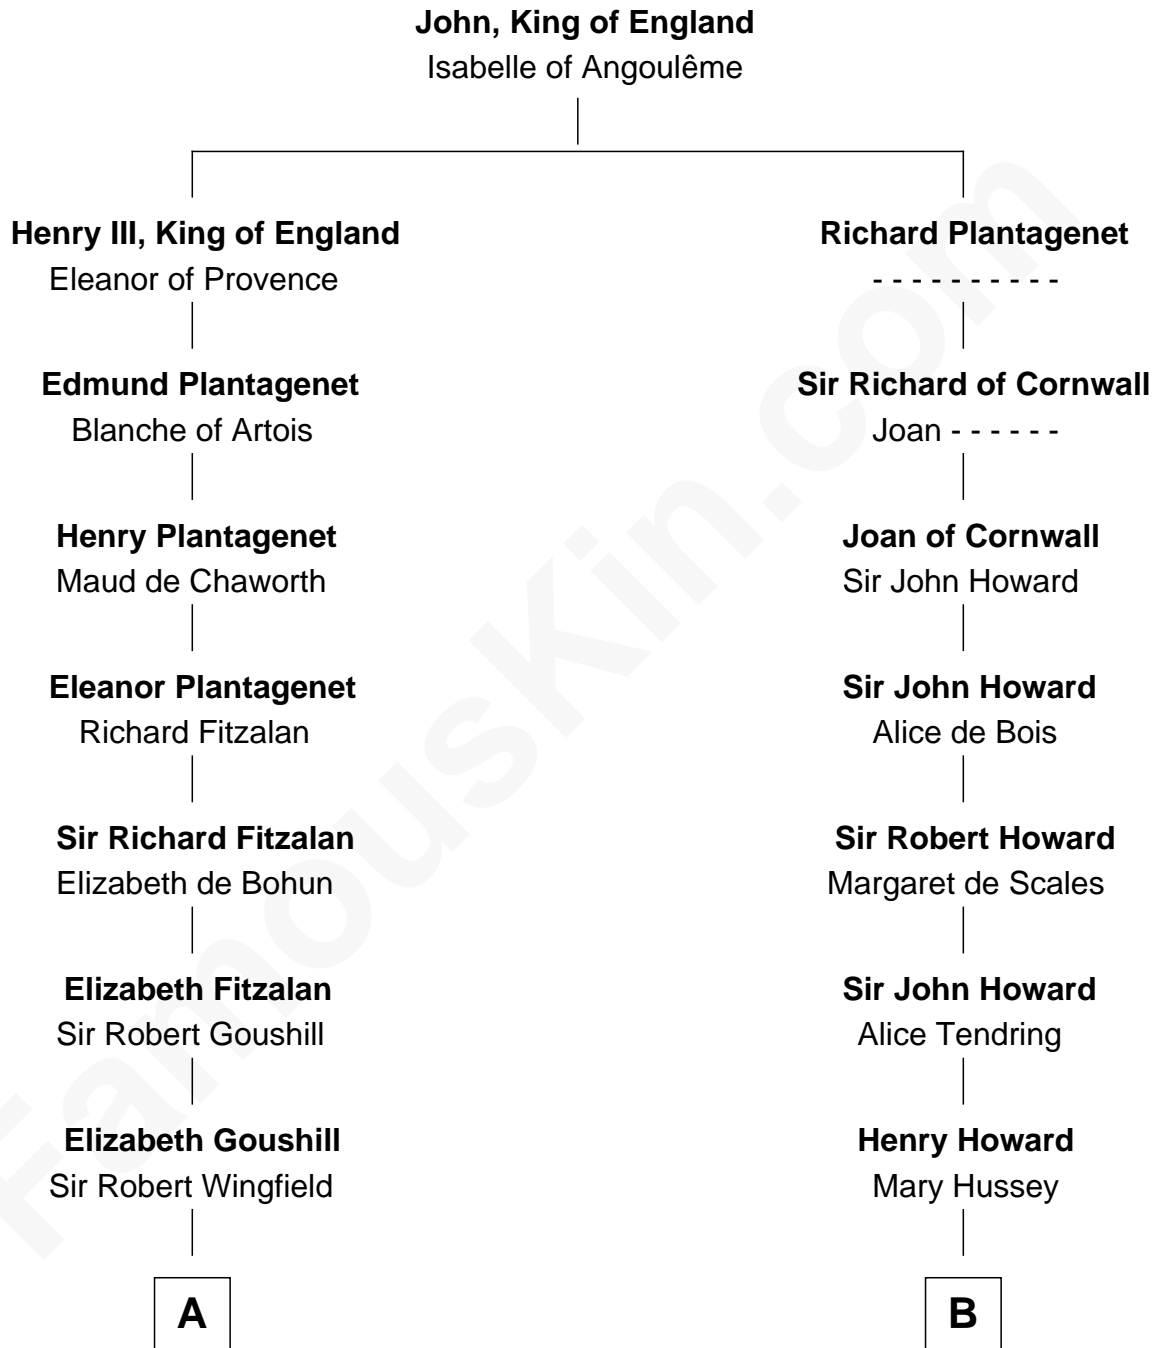 John, King of England
Isabelle of Angoulême
Henry III, King of England
Eleanor of Provence
Edmund Plantagenet
Blanche of Artois
Henry Plantagenet
Maud de Chaworth
Eleanor Plantagenet
Richard Fitzalan
Sir Richard Fitzalan
Elizabeth de Bohun
Elizabeth Fitzalan
Sir Robert Goushill
Elizabeth Goushill
Sir Robert Wingfield
A
Richard Plantagenet
- - - - - - - - - -
Sir Richard of Cornwall
Joan - - - - - -
Joan of Cornwall
Sir John Howard
Sir John Howard
Alice de Bois
Sir Robert Howard
Margaret de Scales
Sir John Howard
Alice Tendring
Henry Howard
Mary Hussey
B
FamousKin.com